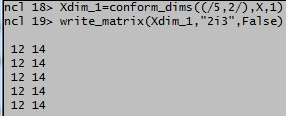 ncl 18> Xdim_1=conform_dims((/5,2/),X,1)
ncl 19> write_matrix(Xdim_1,"2i3",False)
12 14
12 14
12 14
12 14
12 14